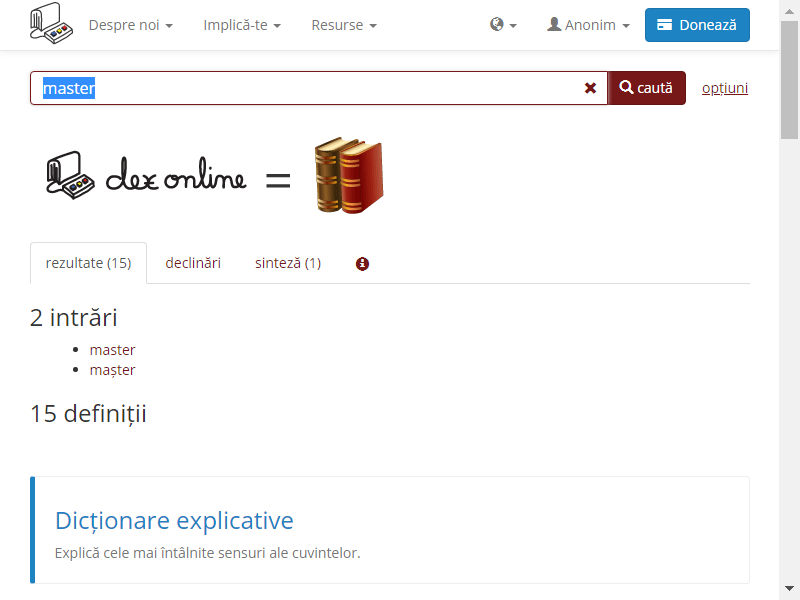 Despre noi Implică-te Resurse Anonim Donează
master caută opțiuni
dex online =
rezultate (15) declinări sinteză (1)
2 intrări
master
mașter
15 definiții
Dicționare explicative
Explică cele mai întâlnite sensuri ale cuvintelor.